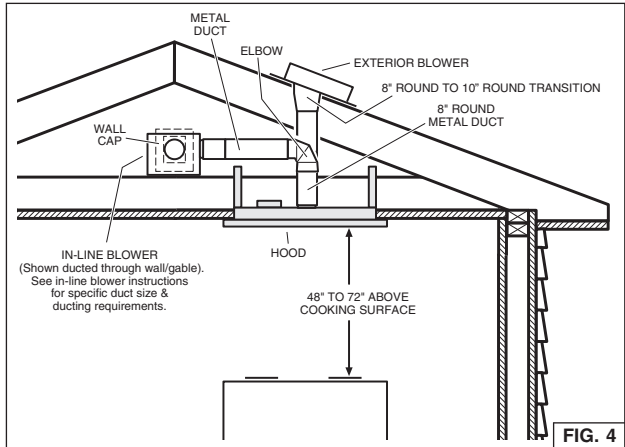 METAL
DUCT
ELBOW
EXTERIOR BLOWER
8" ROUND TO 10" ROUND TRANSITION
8" ROUND
METAL DUCT
WALL
CAP
IN-LINE BLOWER
(Shown ducted through wall/gable).
See in-line blower instructions
for specific duct size &
ducting requirements.
HOOD
48" TO 72" ABOVE
COOKING SURFACE
FIG. 4